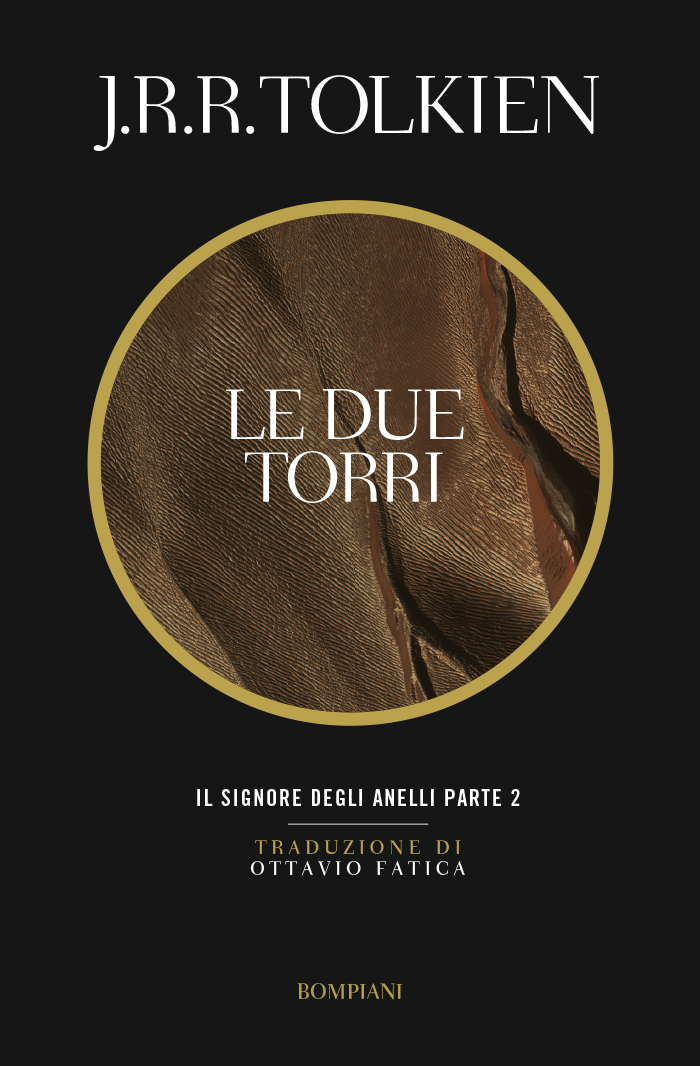 J.R.R. TOLKIEN
LE DUE
TORRI
IL SIGNORE DEGLI ANELLI PARTE 2
TRADUZIONE DI
OTTAVIO FATICA
BOMPIANI